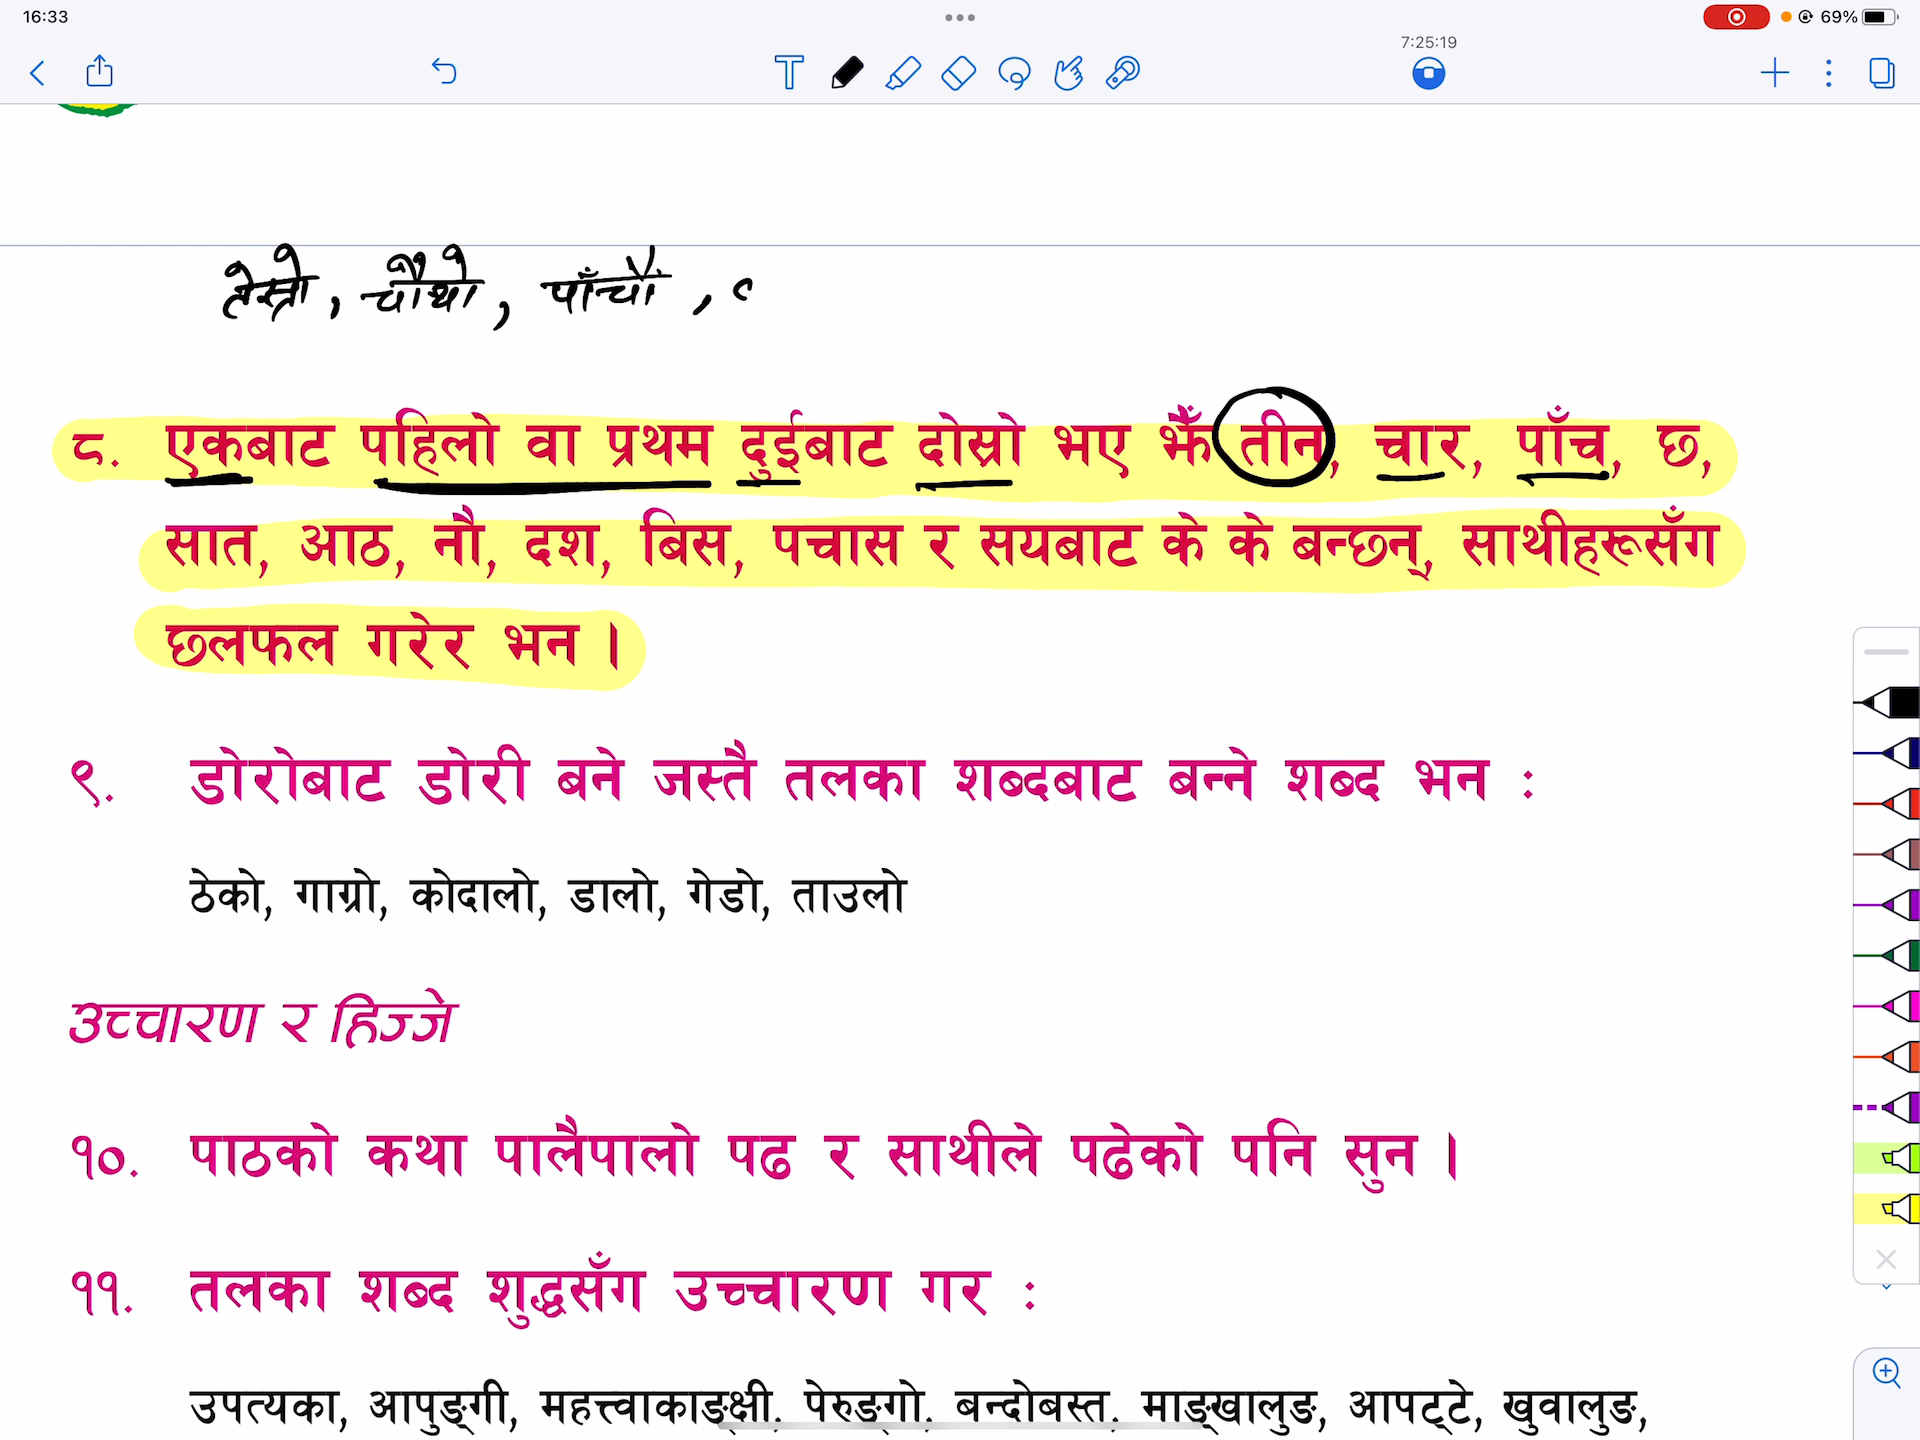 16:33
69%
7:25:19
तेस्रो, चौथो, पाँचौं,
८. एकबाट पहिलो वा प्रथम दुईबाट दोस्रो भए झैँ तीन, चार, पाँच, छ,
सात, आठ, नौ, दश, बिस, पचास र सयबाट के के बन्छन्, साथीहरूसँग
छलफल गरेर भन ।
९. डोरोबाट डोरी बने जस्तै तलका शब्दबाट बन्ने शब्द भन :
ठेको, गाग्रो, कोदालो, डालो, गेडो, ताउलो
उच्चारण र हिज्जे
१०. पाठको कथा पालैपालो पढ र साथीले पढेको पनि सुन ।
११. तलका शब्द शुद्धसँग उच्चारण गर :
उपत्यका, आपुङ्गी, महत्त्वाकाङ्क्षी, पेरुङ्गो, बन्दोबस्त, माङ्खालुङ, आपट्टे, खुवालुङ,